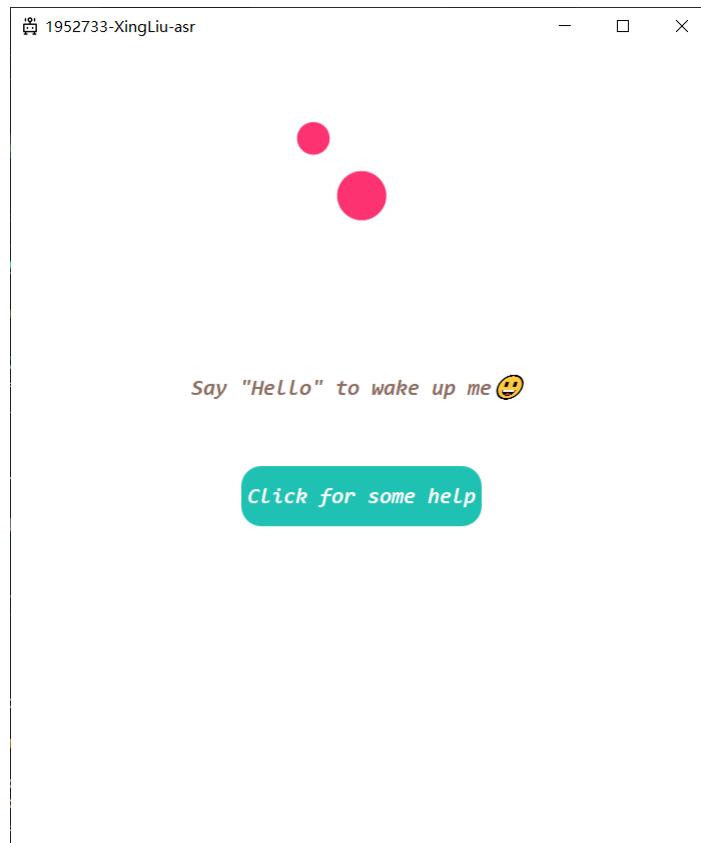 1952733-XingLiu-asr
Say "Hello" to wake up me😃
Click for some help